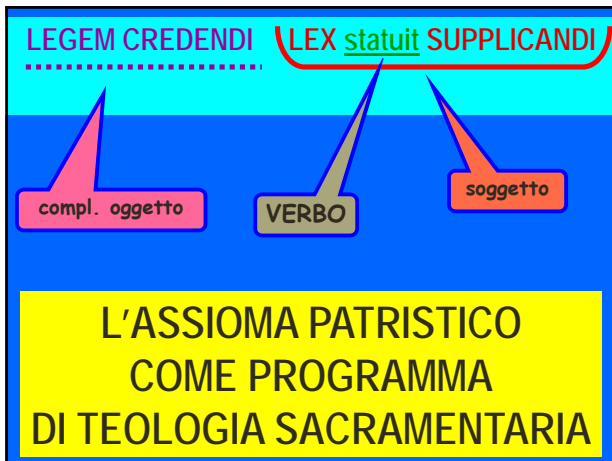 LEGEM CREDENDI LEX statuit SUPPLICANDI
compl. oggetto
VERBO
soggetto
L'ASSIOMA PATRISTICO
COME PROGRAMMA
DI TEOLOGIA SACRAMENTARIA